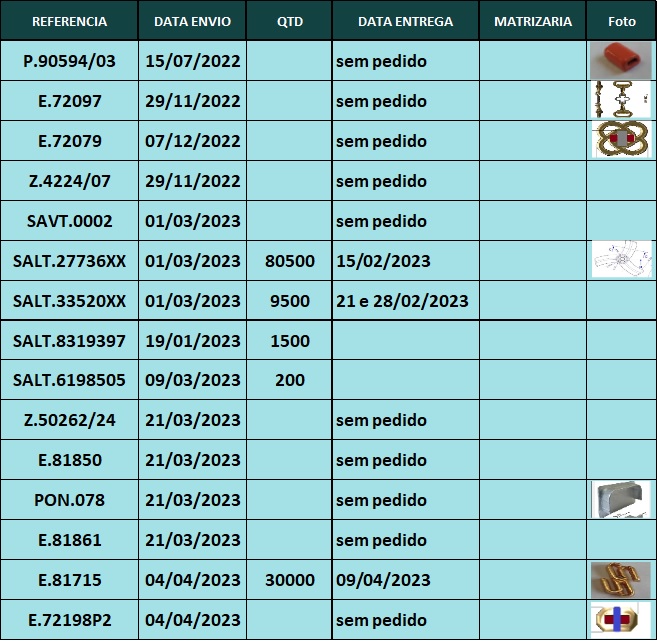 REFERENCIA DATA ENVIO QTD DATA ENTREGA MATRIZARIA Foto
P.90594/03 15/07/2022 sem pedido
E.72097 29/11/2022 sem pedido
E.72079 07/12/2022 sem pedido
Z.4224/07 29/11/2022 sem pedido
SAVT.0002 01/03/2023 sem pedido
SALT.27736XX 01/03/2023 80500 15/02/2023
SALT.33520XX 01/03/2023 9500 21 e 28/02/2023
SALT.8319397 19/01/2023 1500
SALT.6198505 09/03/2023 200
Z.50262/24 21/03/2023 sem pedido
E.81850 21/03/2023 sem pedido
PON.078 21/03/2023 sem pedido
E.81861 21/03/2023 sem pedido
E.81715 04/04/2023 30000 09/04/2023
E.72198P2 04/04/2023 sem pedido